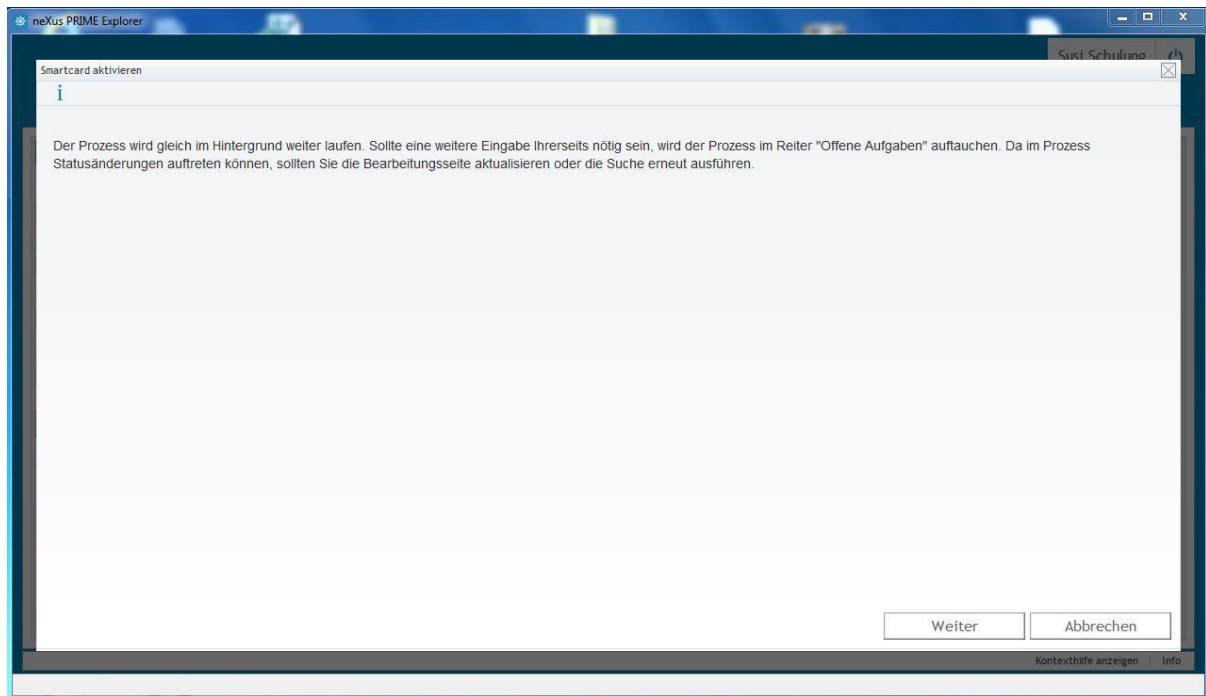 neXus PRIME Explorer
Susi Schulung
Smartcard aktivieren
i
Der Prozess wird gleich im Hintergrund weiter laufen. Sollte eine weitere Eingabe Ihrerseits nötig sein, wird der Prozess im Reiter "Offene Aufgaben" auftauchen. Da im Prozess
Statusänderungen auftreten können, sollten Sie die Bearbeitungsseite aktualisieren oder die Suche erneut ausführen.
Weiter Abbrechen
Kontexthilfe anzeigen | Info